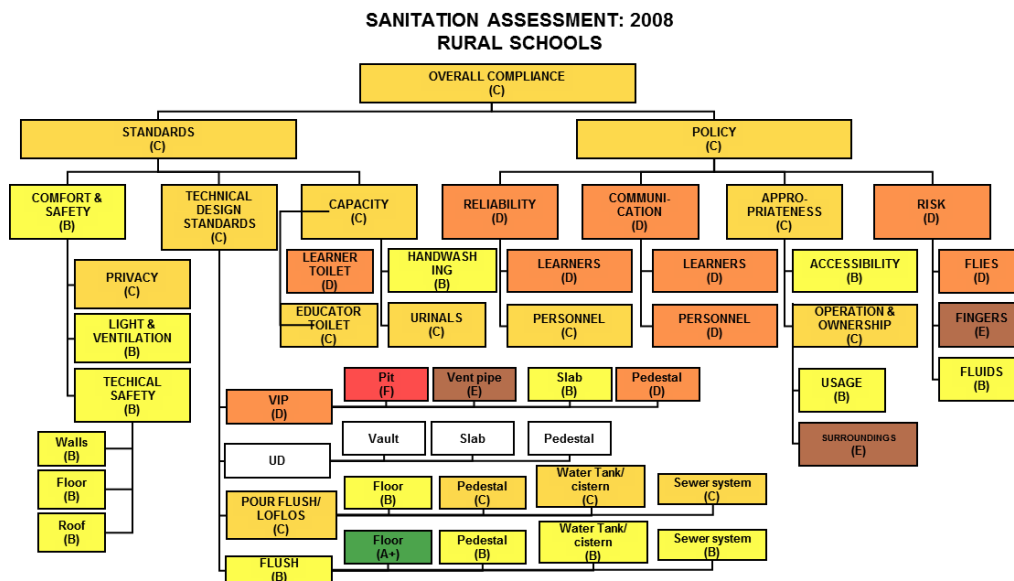 SANITATION ASSESSMENT: 2008
RURAL SCHOOLS
OVERALL COMPLIANCE
(C)
STANDARDS
(C)
POLICY
(C)
COMFORT &
SAFETY
(B)
TECHNICAL
DESIGN
STANDARDS
(C)
CAPACITY
(C)
RELIABILITY
(D)
COMMUNI-
CATION
(D)
APPRO-
PRIATENESS
(C)
RISK
(D)
PRIVACY
(C)
LIGHT &
VENTILATION
(B)
TECHICAL
SAFETY
(B)
Walls
(B)
Floor
(B)
Roof
(B)
LEARNER
TOILET
(D)
EDUCATOR
TOILET
(C)
HANDWASH
ING
(B)
URINALS
(C)
LEARNERS
(D)
PERSONNEL
(C)
LEARNERS
(D)
PERSONNEL
(D)
ACCESSIBILITY
(B)
OPERATION &
OWNERSHIP
(C)
USAGE
(B)
SURROUNDINGS
(E)
FLIES
(D)
FINGERS
(E)
FLUIDS
(B)
VIP
(D)
Pit
(F)
Vent pipe
(E)
Slab
(B)
Pedestal
(D)
UD
Vault
Slab
Pedestal
POUR FLUSH/
LOFLOS
(C)
Floor
(B)
Pedestal
(C)
Water Tank/
cistern
(C)
Sewer system
(C)
FLUSH
(B)
Floor
(A+)
Pedestal
(B)
Water Tank/
cistern
(B)
Sewer system
(B)